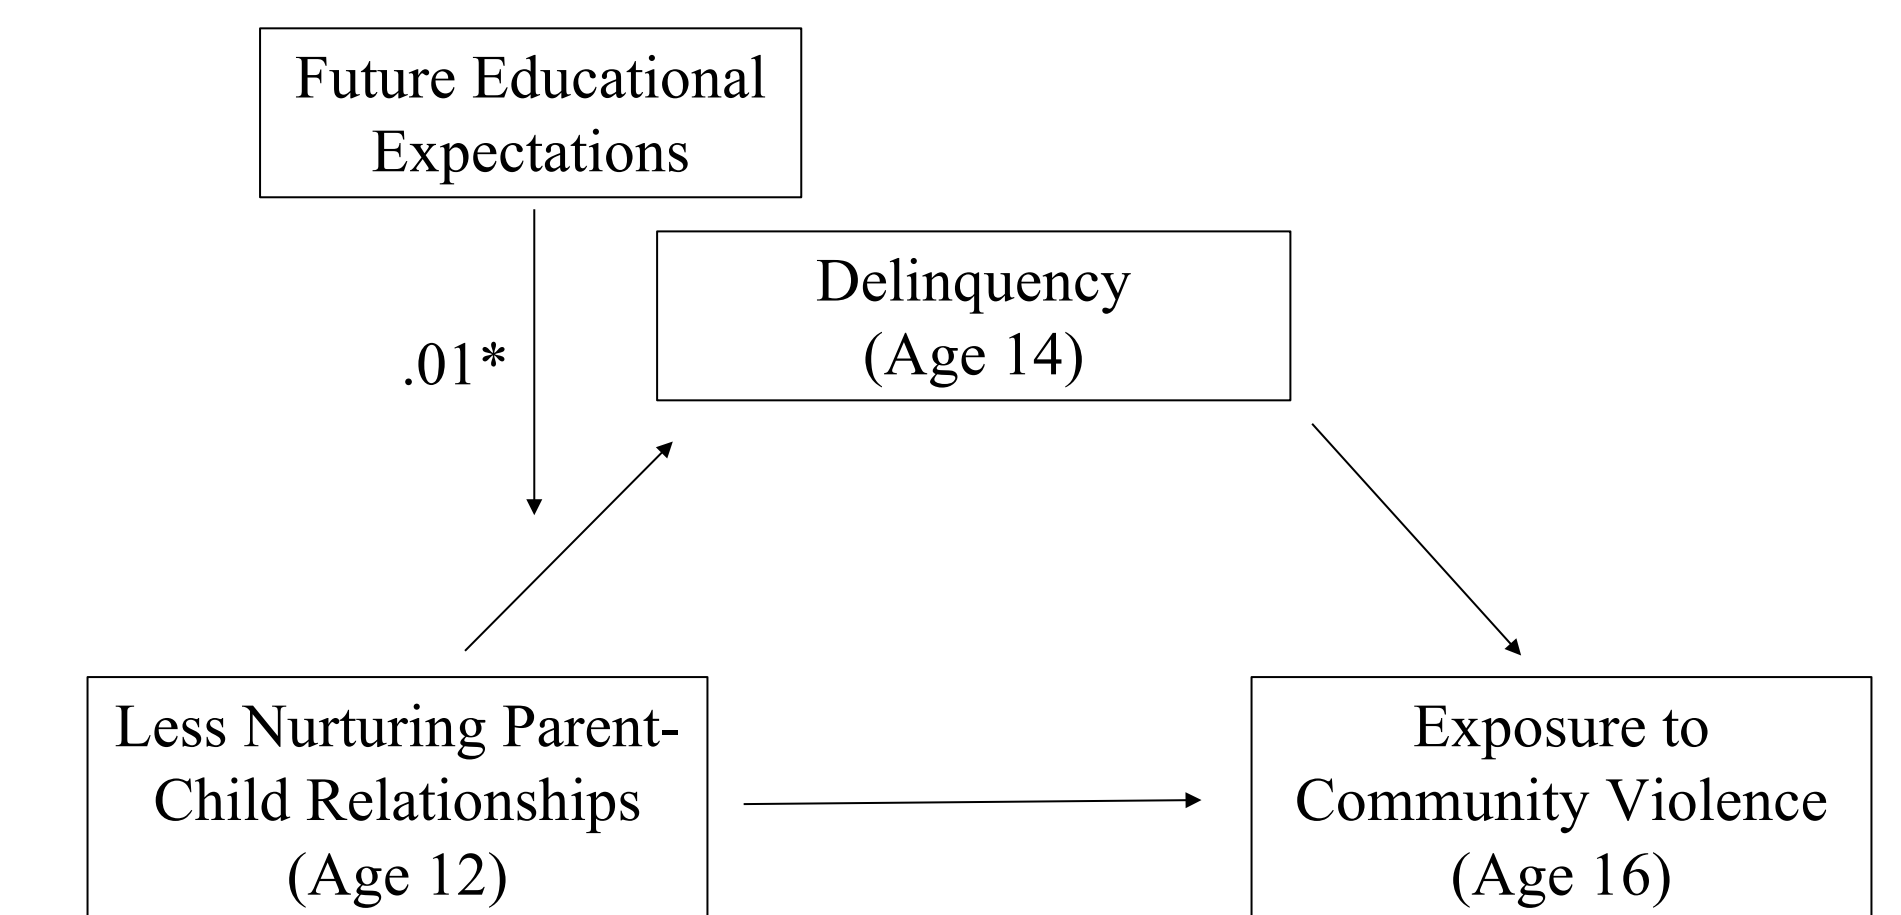 Future Educational
Expectations
Delinquency
(Age 14)
.01*
Less Nurturing Parent-
Child Relationships
(Age 12)
Exposure to
Community Violence
(Age 16)